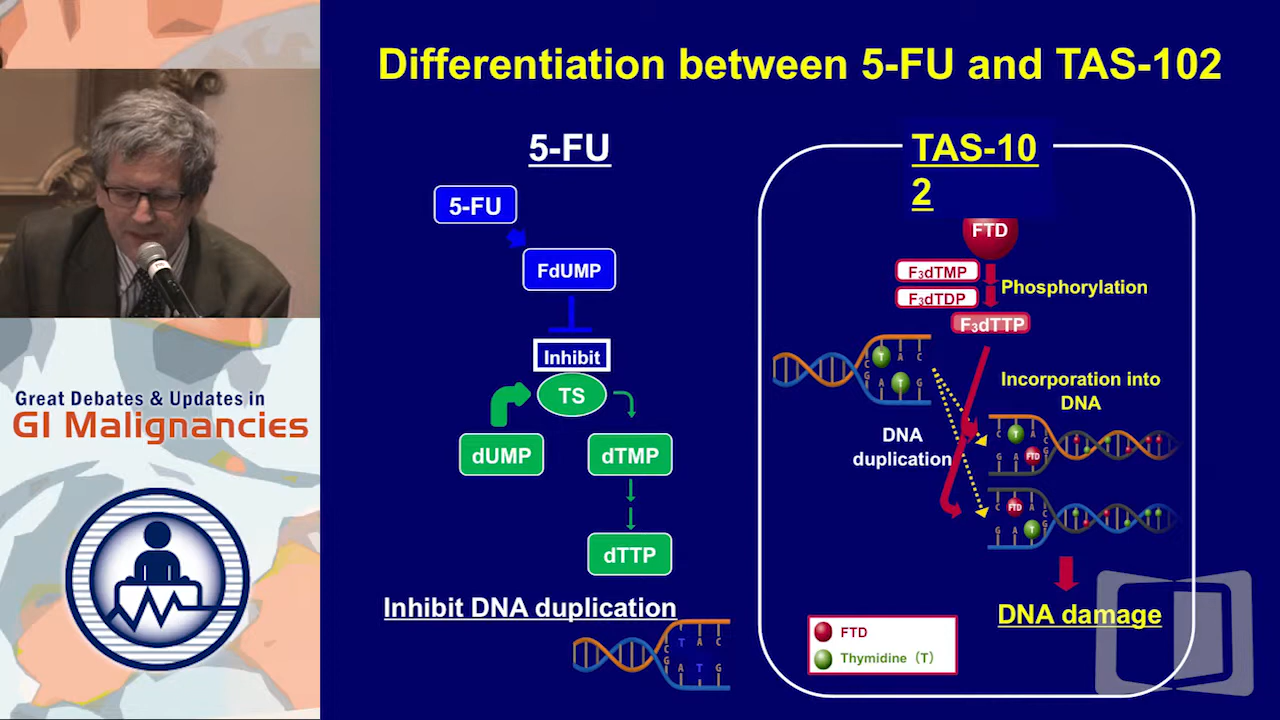 Differentiation between 5-FU and TAS-102
5-FU
5-FU
FdUMP
Inhibit
TS
dUMP
dTMP
dTTP
Inhibit DNA duplication
T A C
C G
A T G
TAS-10
2
FTD
F₃dTMP
F₃dTDP
Phosphorylation
F₃dTTP
T A C
C G
A T G
Incorporation into
DNA
DNA
duplication
C T A
C G
G A FTD
C FTD A
C G
G A T
DNA damage
FTD
Thymidine (T)
Great Debates & Updates in
GI Malignancies